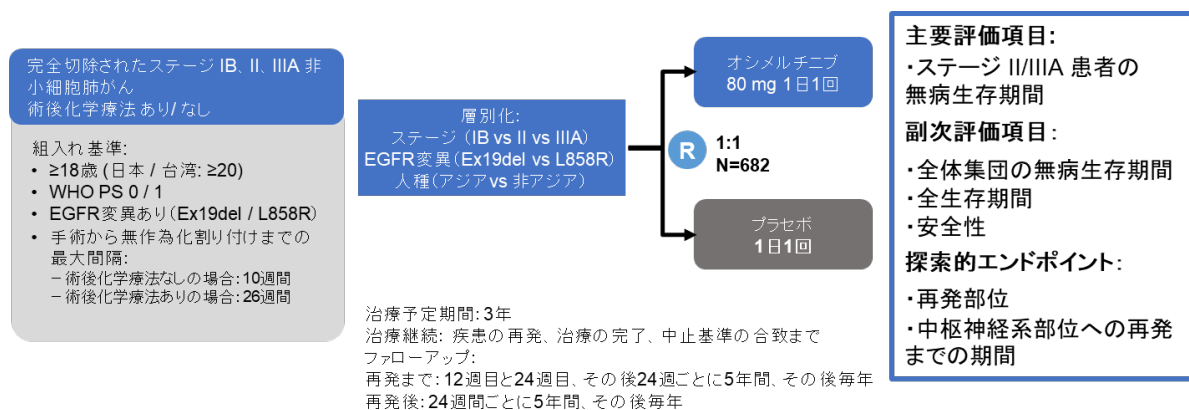 完全切除されたステージ IB、II、IIIA 非
小細胞肺がん
術後化学療法 あり/ なし
組入れ基準:
• ≥18歳 (日本 / 台湾: ≥20)
• WHO PS 0 / 1
• EGFR変異あり(Ex19del / L858R)
• 手術から無作為化割り付けまでの
最大間隔:
− 術後化学療法なしの場合: 10週間
− 術後化学療法ありの場合: 26週間
層別化:
ステージ (IB vs II vs IIIA)
EGFR変異(Ex19del vs L858R)
人種(アジア vs 非アジア)
R
1:1
N=682
オシメルチニブ
80 mg 1日1回
プラセボ
1日1回
治療予定期間: 3年
治療継続: 疾患の再発、治療の完了、中止基準の合致まで
ファローアップ:
再発まで: 12週目と24週目、その後24週ごとに5年間、その後毎年
再発後: 24週間ごとに5年間、その後毎年
主要評価項目:
・ステージ II/IIIA 患者の
無病生存期間
副次評価項目:
・全体集団の無病生存期間
・全生存期間
・安全性
探索的エンドポイント:
・再発部位
・中枢神経系部位への再発
までの期間